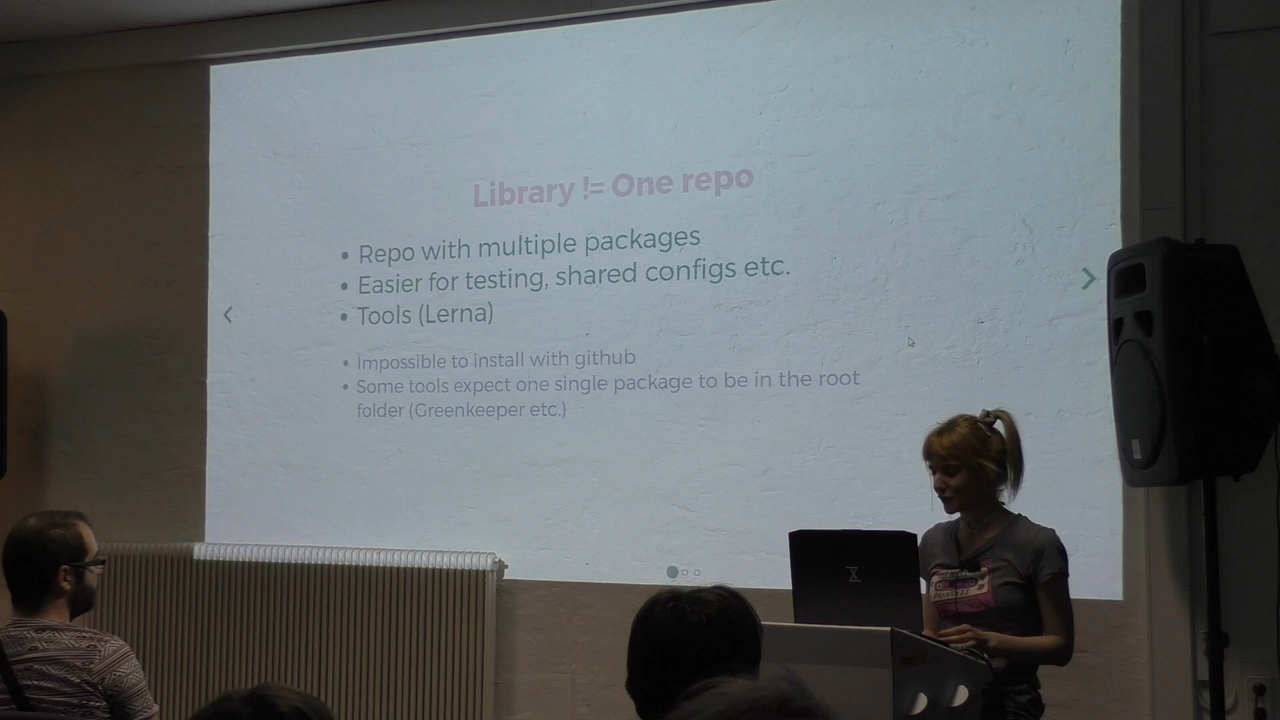 Library != One repo
• Repo with multiple packages
• Easier for testing, shared configs etc.
• Tools (Lerna)
• Impossible to install with github
• Some tools expect one single package to be in the root
folder (Greenkeeper etc.)